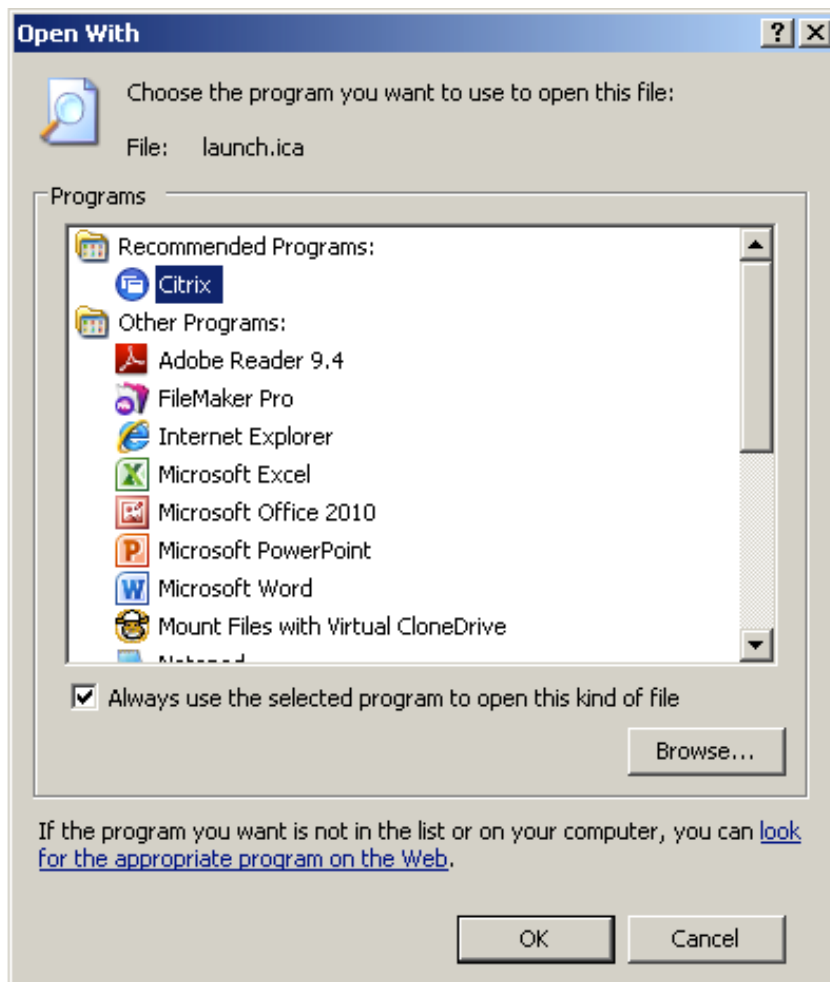 Open With
Choose the program you want to use to open this file:
File: launch.ica
Programs
Recommended Programs:
Citrix
Other Programs:
Adobe Reader 9.4
FileMaker Pro
Internet Explorer
Microsoft Excel
Microsoft Office 2010
Microsoft PowerPoint
Microsoft Word
Mount Files with Virtual CloneDrive
Notepad
Always use the selected program to open this kind of file
Browse...
If the program you want is not in the list or on your computer, you can look
for the appropriate program on the Web.
OK Cancel